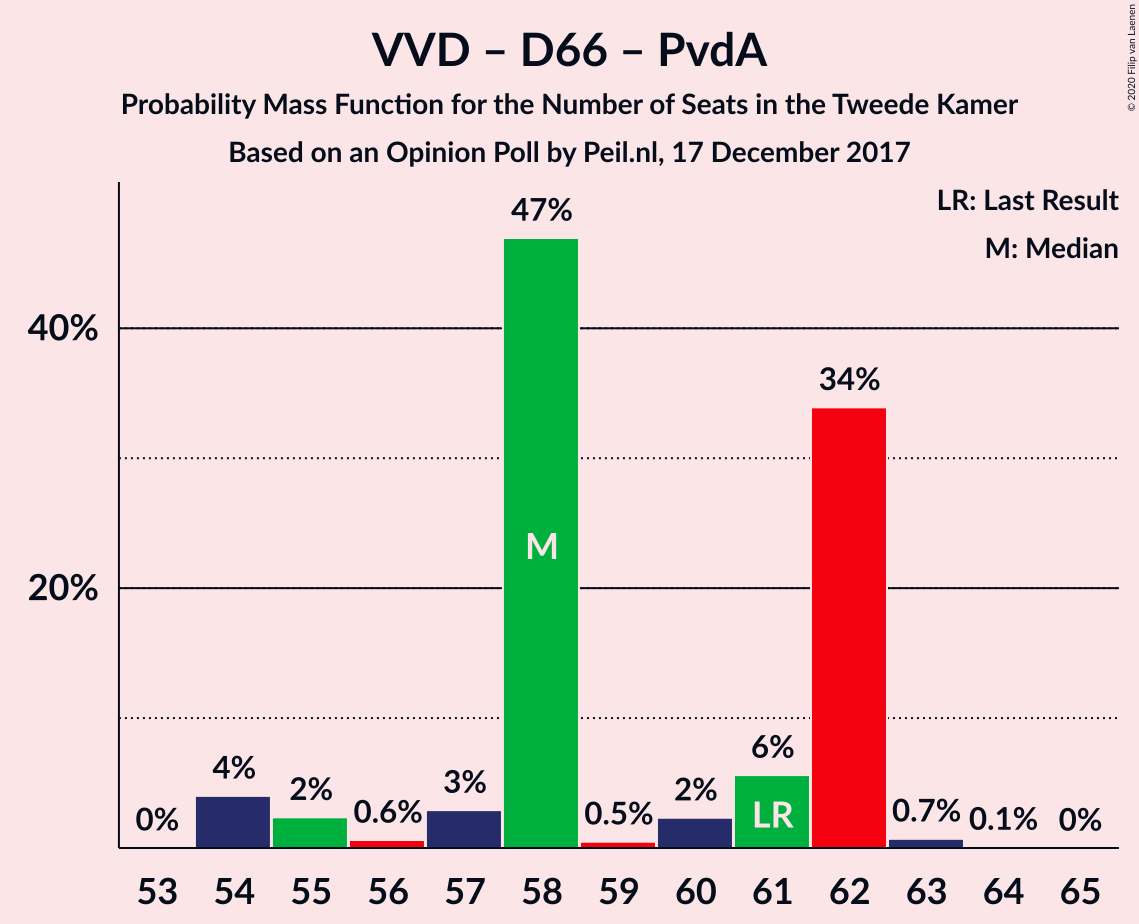 VVD – D66 – PvdA
Probability Mass Function for the Number of Seats in the Tweede Kamer
Based on an Opinion Poll by Peil.nl, 17 December 2017
© 2020 Filip van Laenen
LR: Last Result
M: Median
40%
20%
0%
4%
2%
0.6%
3%
47%
M
0.5%
2%
6%
LR
34%
0.7%
0.1%
0%
53 54 55 56 57 58 59 60 61 62 63 64 65